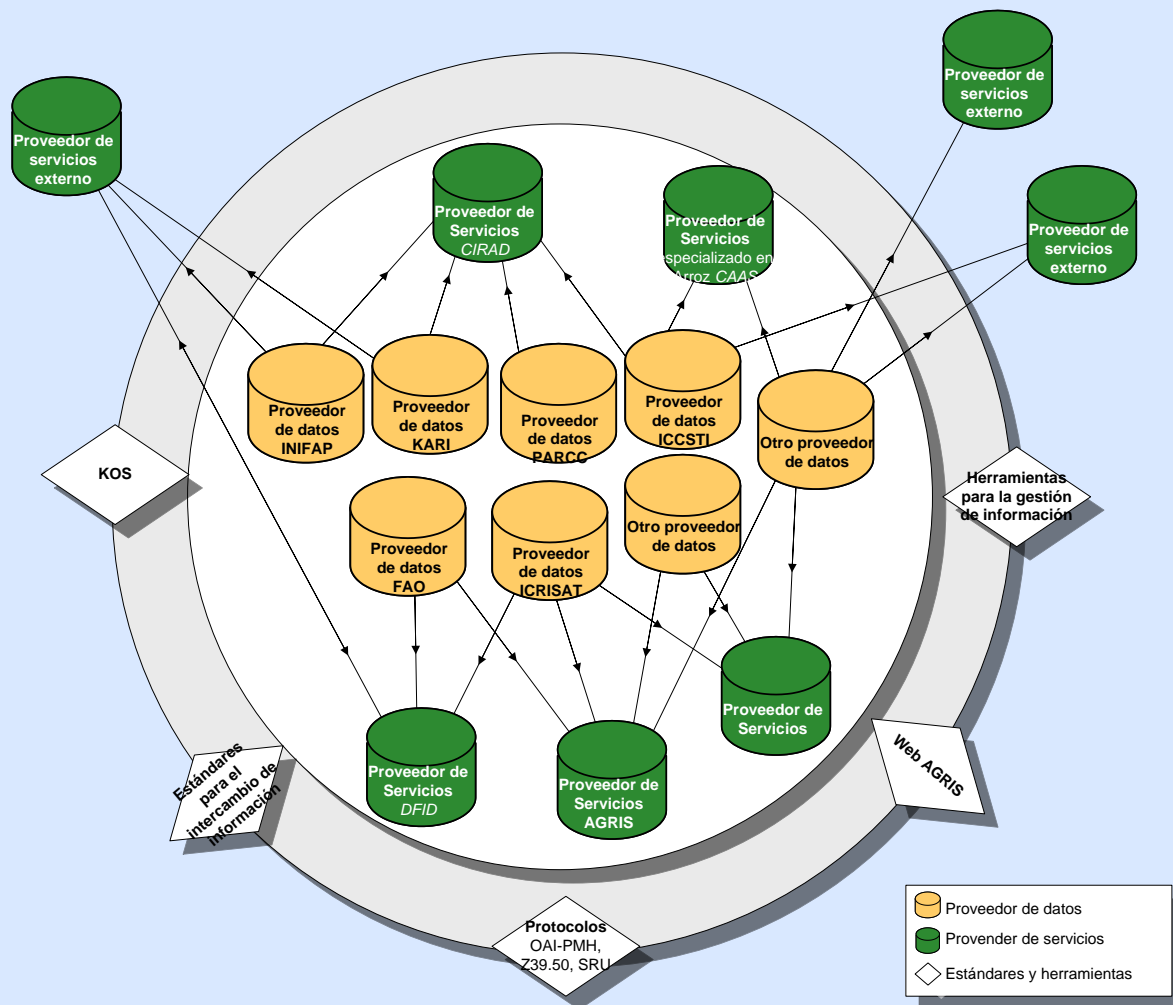 Proveedor de
servicios
externo
Proveedor de
servicios
externo
Proveedor de
servicios
externo
Proveedor de
Servicios
CIRAD
Proveedor de
Servicios
especializado en
Arroz CAAS
Proveedor
de datos
INIFAP
Proveedor
de datos
KARI
Proveedor
de datos
PARCC
Proveedor
de datos
ICCSTI
Otro proveedor
de datos
KOS
Herramientas
para la gestión
de información
Proveedor
de datos
FAO
Proveedor
de datos
ICRISAT
Otro proveedor
de datos
Proveedor de
Servicios
Proveedor de
Servicios
DFID
Proveedor de
Servicios
AGRIS
Web AGRIS
Estándares
para el
intercambio de
información
Protocolos
OAI-PMH,
Z39.50, SRU
Proveedor de datos
Provender de servicios
Estándares y herramientas